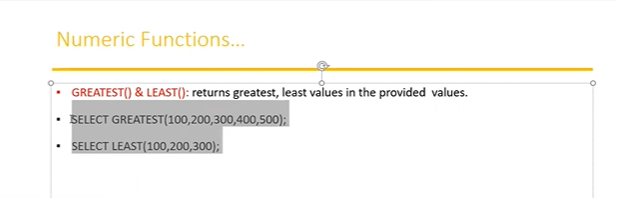 Numeric Functions...
• GREATEST() & LEAST(): returns greatest, least values in the provided values.
• SELECT GREATEST(100,200,300,400,500);
• SELECT LEAST(100,200,300);